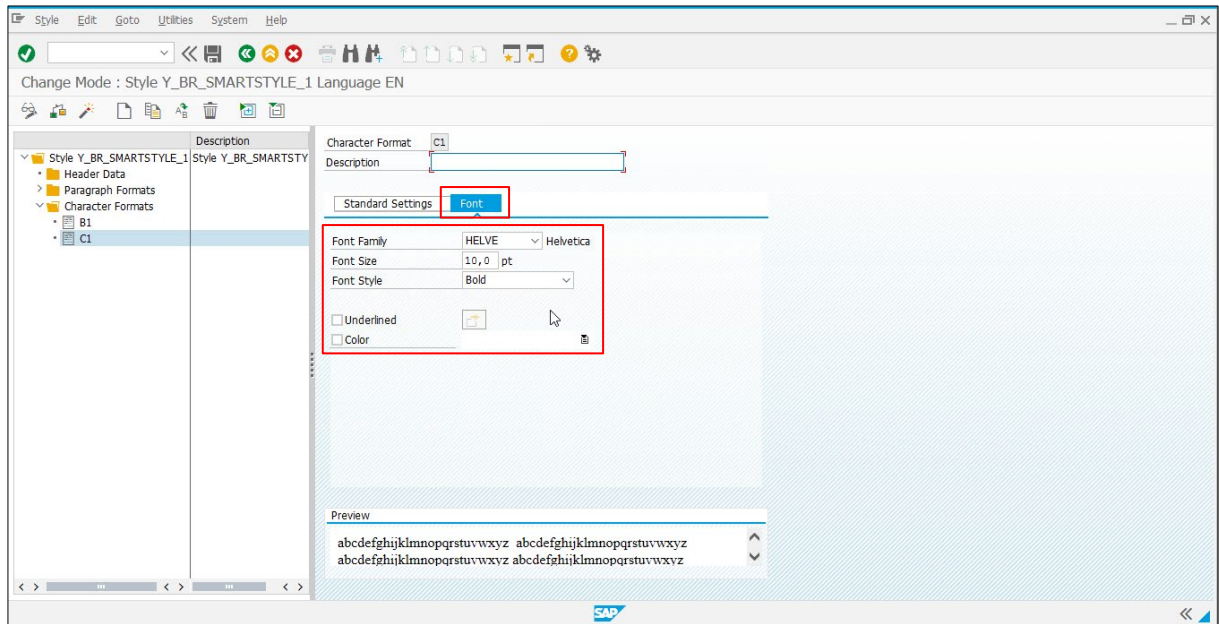 Style Edit Goto Utilities System Help
Change Mode : Style Y_BR_SMARTSTYLE_1 Language EN
Description
Style Y_BR_SMARTSTYLE_1 Style Y_BR_SMARTSTY
Header Data
Paragraph Formats
Character Formats
B1
C1
Character Format C1
Description
Standard Settings Font
Font Family HELVE Helvetica
Font Size 10,0 pt
Font Style Bold
Underlined
Color
Preview
abcdefghijklmnopqrstuvwxyz abcdefghijklmnopqrstuvwxyz
abcdefghijklmnopqrstuvwxyz abcdefghijklmnopqrstuvwxyz
SAP